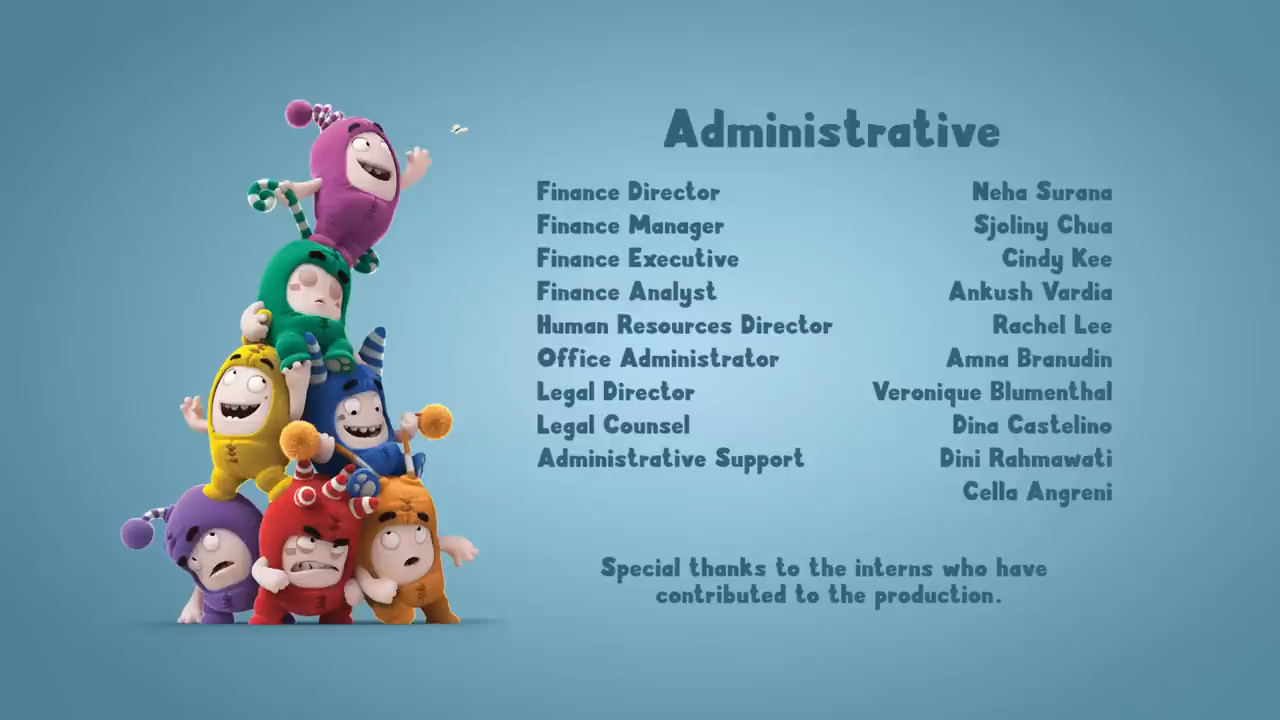 Administrative
Finance Director Neha Surana
Finance Manager Sjoliny Chua
Finance Executive Cindy Kee
Finance Analyst Ankush Vardia
Human Resources Director Rachel Lee
Office Administrator Amna Branudin
Legal Director Veronique Blumenthal
Legal Counsel Dina Castelino
Administrative Support Dini Rahmawati
Cella Angreni
Special thanks to the interns who have
contributed to the production.